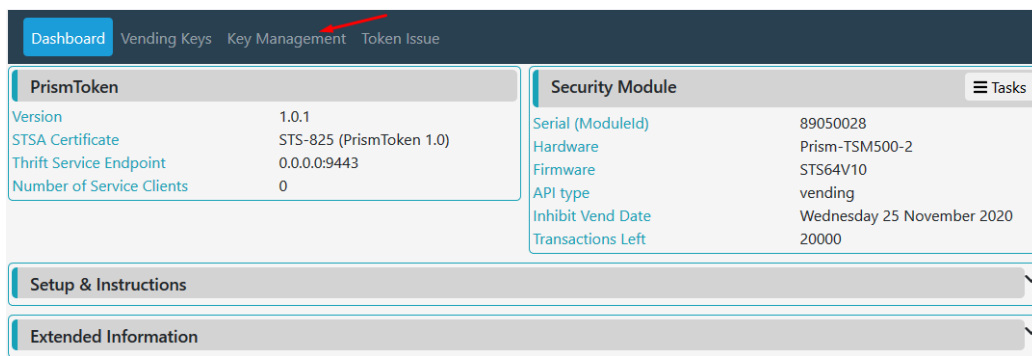 Dashboard Vending Keys Key Management Token Issue
PrismToken
Version 1.0.1
STSA Certificate STS-825 (PrismToken 1.0)
Thrift Service Endpoint 0.0.0.0:9443
Number of Service Clients 0
Security Module Tasks
Serial (ModuleId) 89050028
Hardware Prism-TSM500-2
Firmware STS64V10
API type vending
Inhibit Vend Date Wednesday 25 November 2020
Transactions Left 20000
Setup & Instructions
Extended Information